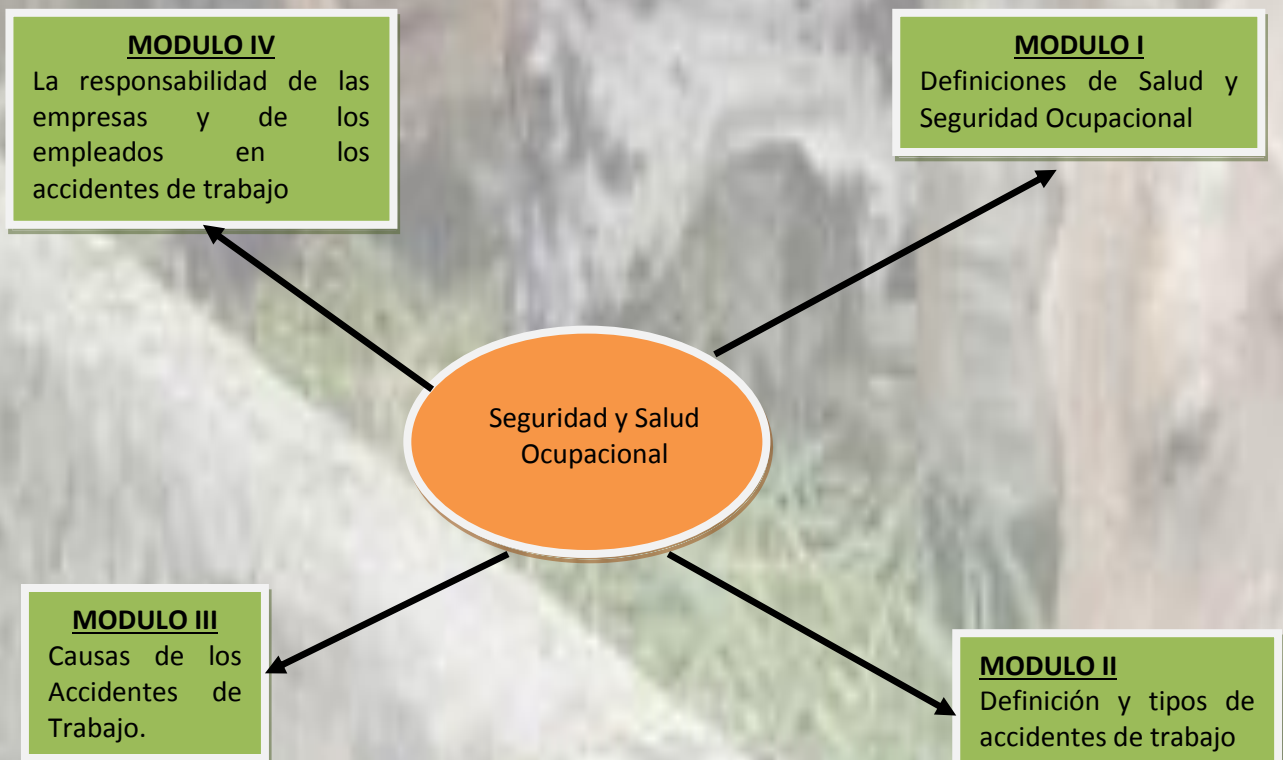 MODULO IV
La responsabilidad de las
empresas y de los
empleados en los
accidentes de trabajo
MODULO I
Definiciones de Salud y
Seguridad Ocupacional
Seguridad y Salud
Ocupacional
MODULO III
Causas de los
Accidentes de
Trabajo.
MODULO II
Definición y tipos de
accidentes de trabajo